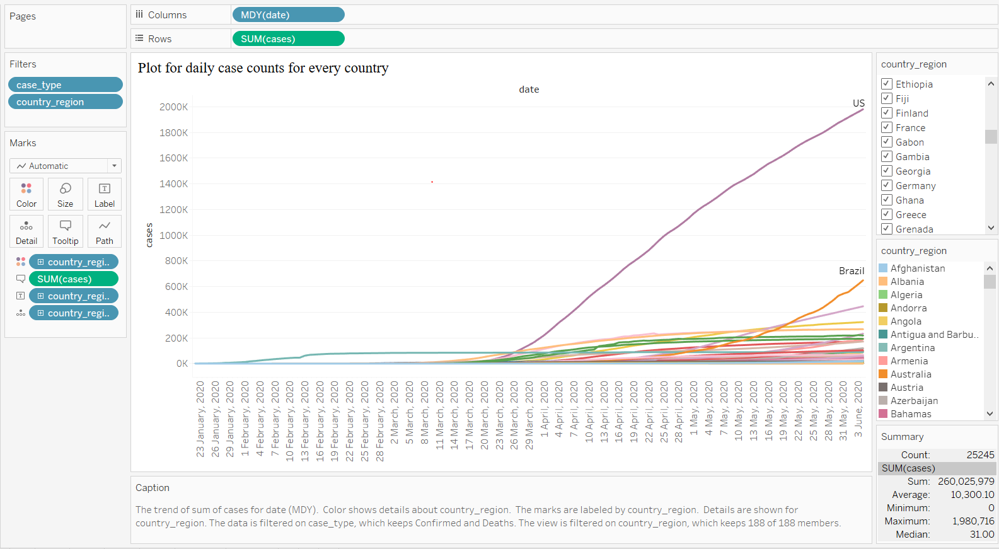 Pages
Columns
MDY(date)
Rows
SUM(cases)
Filters
case_type
country_region
Marks
Automatic
Color
Size
Label
Detail
Tooltip
Path
country_regi..
SUM(cases)
country_regi..
country_regi..
Plot for daily case counts for every country
date
cases
2000K
1800K
1600K
1400K
1200K
1000K
800K
600K
400K
200K
0K
US
Brazil
23 January, 2020
26 January, 2020
29 January, 2020
1 February, 2020
4 February, 2020
7 February, 2020
10 February, 2020
13 February, 2020
16 February, 2020
19 February, 2020
22 February, 2020
25 February, 2020
28 February, 2020
2 March, 2020
5 March, 2020
8 March, 2020
11 March, 2020
14 March, 2020
17 March, 2020
20 March, 2020
23 March, 2020
26 March, 2020
29 March, 2020
1 April, 2020
4 April, 2020
7 April, 2020
10 April, 2020
13 April, 2020
16 April, 2020
19 April, 2020
22 April, 2020
25 April, 2020
28 April, 2020
1 May, 2020
4 May, 2020
7 May, 2020
10 May, 2020
13 May, 2020
16 May, 2020
19 May, 2020
22 May, 2020
25 May, 2020
28 May, 2020
31 May, 2020
3 June, 2020
Caption
The trend of sum of cases for date (MDY).  Color shows details about country_region.  The marks are labeled by country_region.  Details are shown for
country_region. The data is filtered on case_type, which keeps Confirmed and Deaths. The view is filtered on country_region, which keeps 188 of 188 members.
country_region
Ethiopia
Fiji
Finland
France
Gabon
Gambia
Georgia
Germany
Ghana
Greece
Grenada
country_region
Afghanistan
Albania
Algeria
Andorra
Angola
Antigua and Barbu..
Argentina
Armenia
Australia
Austria
Azerbaijan
Bahamas
Summary
Count: 25245
SUM(cases)
Sum: 260,025,979
Average: 10,300.10
Minimum: 0
Maximum: 1,980,716
Median: 31.00